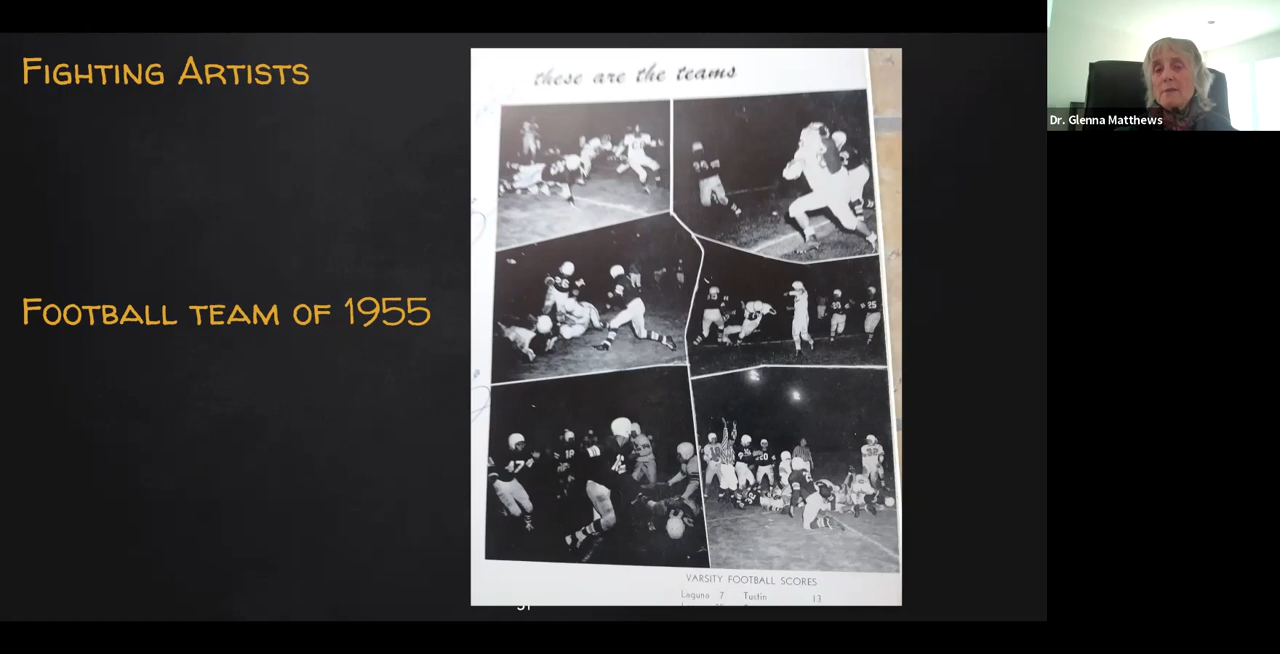 Fighting Artists
Football team of 1955
these are the teams
VARSITY FOOTBALL SCORES
Laguna 7 Tustin 13
Dr. Glenna Matthews